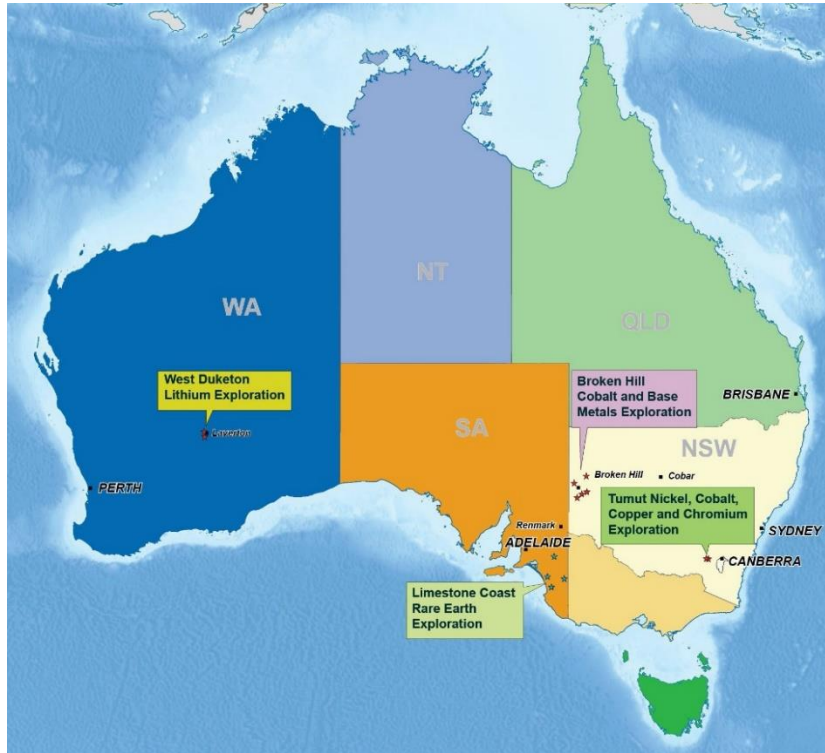 NT
WA
QLD
West Duketon
Lithium Exploration
Broken Hill
Cobalt and Base
Metals Exploration
BRISBANE
Laverton
SA
NSW
Broken Hill
Cobar
PERTH
Tumut Nickel, Cobalt,
Copper and Chromium
Exploration
Renmark
SYDNEY
ADELAIDE
CANBERRA
Limestone Coast
Rare Earth
Exploration